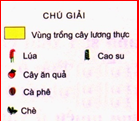 CHÚ GIẢI
Vùng trồng cây lương thực
Lúa Cao su
Cây ăn quả
Cà phê
Chè